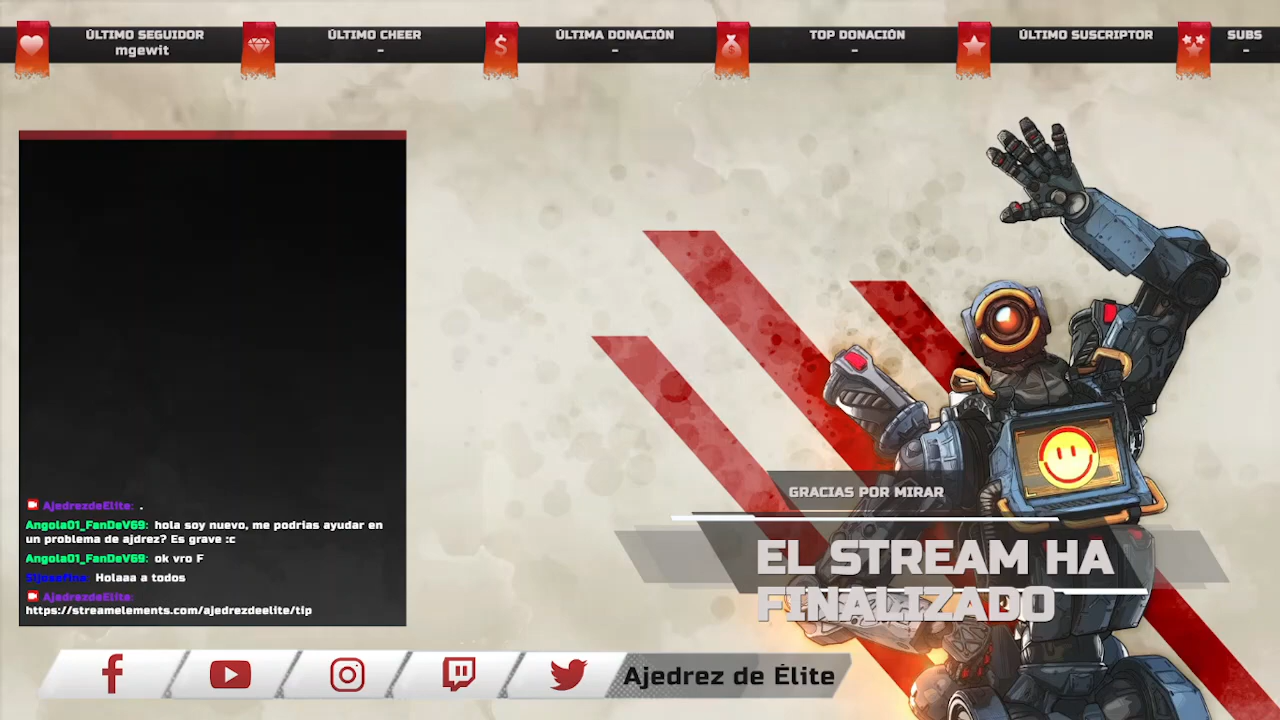 ÚLTIMO SEGUIDOR
mgewit
ÚLTIMO CHEER
-
ÚLTIMA DONACIÓN
-
TOP DONACIÓN
-
ÚLTIMO SUSCRIPTOR
SUBS
-
AjedrezdeElite: .
Angola01_FanDeV69: hola soy nuevo, me podrias ayudar en
un problema de ajdrez? Es grave :c
Angola01_FanDeV69: ok vro F
Holaaa a todos
AjedrezdeElite:
https://streamelements.com/ajedrezdeelite/tip
GRACIAS POR MIRAR
EL STREAM HA
FINALIZADO
Ajedrez de Élite